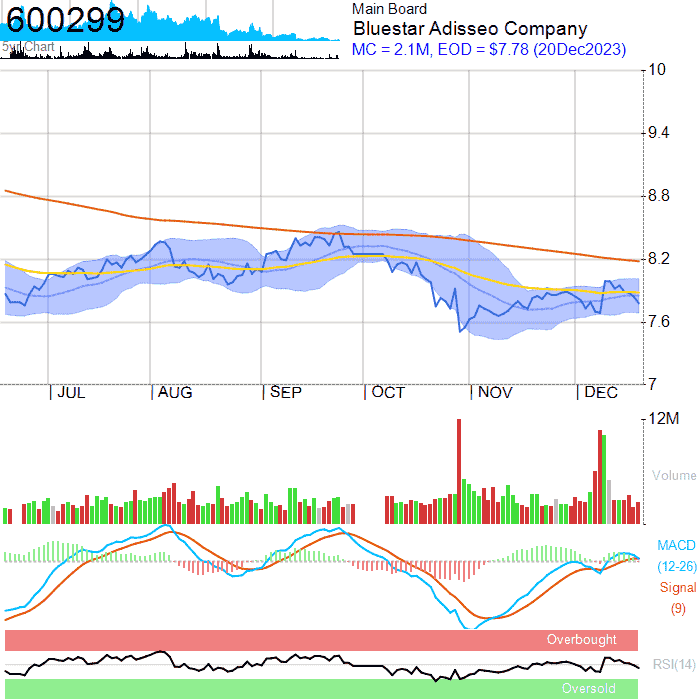 600299
5yr Chart
Main Board
Bluestar Adisseo Company
MC = 2.1M, EOD = $7.78 (20Dec2023)
10
9.4
8.8
8.2
7.6
7
JUL AUG SEP OCT NOV DEC
12M
Volume
MACD
(12-26)
Signal
(9)
Overbought
RSI(14)
Oversold